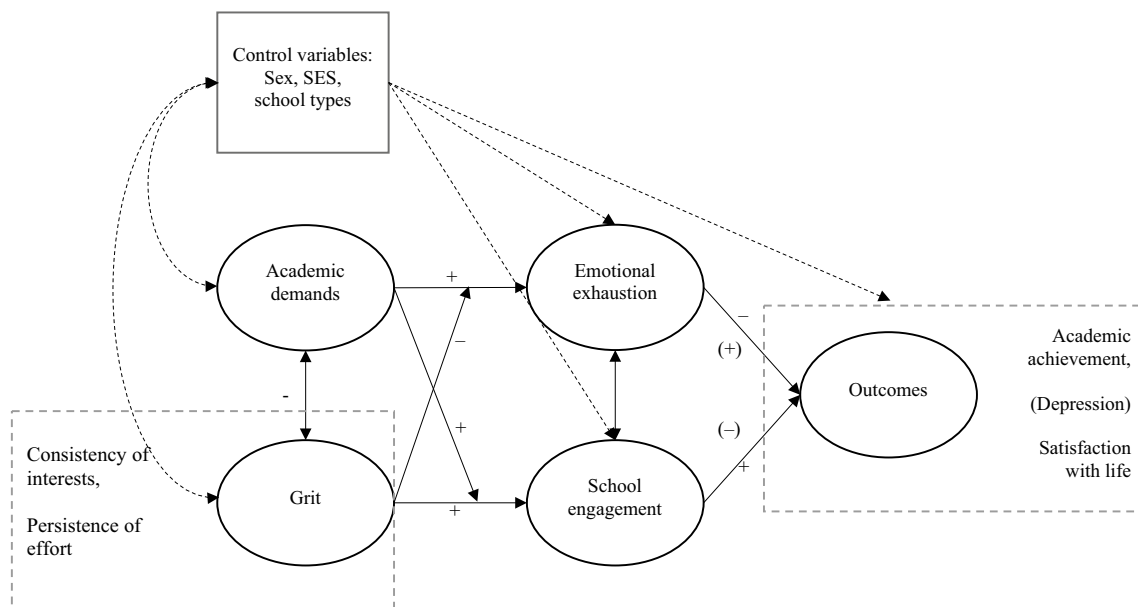 Control variables:
Sex, SES,
school types
Academic
demands
+
Emotional
exhaustion
–
(+)
–
-
+
Outcomes
Academic
achievement,
(Depression)
Satisfaction
with life
(–)
+
Consistency of
interests,
Persistence of
effort
Grit
+
School
engagement